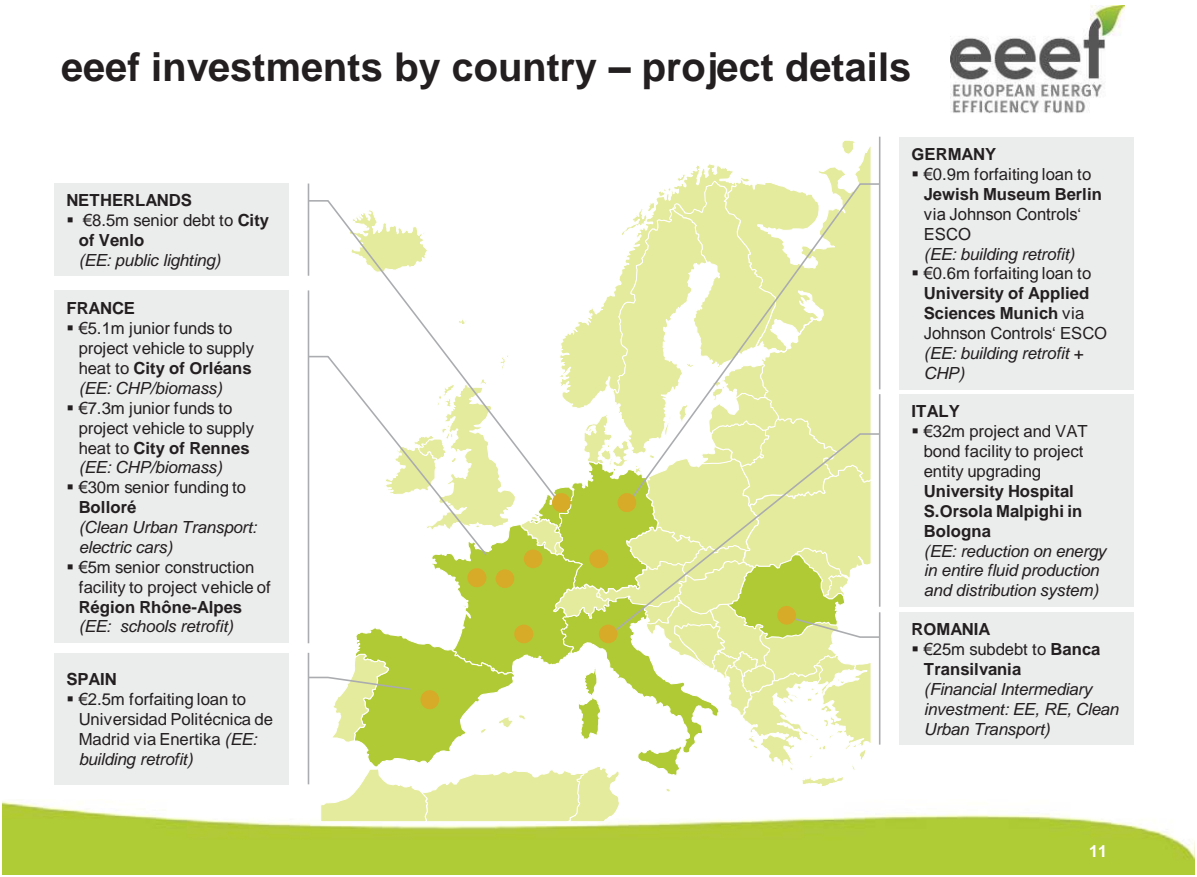 eeef investments by country – project details
eeef
EUROPEAN ENERGY
EFFICIENCY FUND
NETHERLANDS
▪ €8.5m senior debt to City
of Venlo
(EE: public lighting)
FRANCE
▪ €5.1m junior funds to
project vehicle to supply
heat to City of Orléans
(EE: CHP/biomass)
▪ €7.3m junior funds to
project vehicle to supply
heat to City of Rennes
(EE: CHP/biomass)
▪ €30m senior funding to
Bolloré
(Clean Urban Transport:
electric cars)
▪ €5m senior construction
facility to project vehicle of
Région Rhône-Alpes
(EE: schools retrofit)
SPAIN
▪ €2.5m forfaiting loan to
Universidad Politécnica de
Madrid via Enertika (EE:
building retrofit)
GERMANY
▪ €0.9m forfaiting loan to
Jewish Museum Berlin
via Johnson Controls‘
ESCO
(EE: building retrofit)
▪ €0.6m forfaiting loan to
University of Applied
Sciences Munich via
Johnson Controls‘ ESCO
(EE: building retrofit +
CHP)
ITALY
▪ €32m project and VAT
bond facility to project
entity upgrading
University Hospital
S.Orsola Malpighi in
Bologna
(EE: reduction on energy
in entire fluid production
and distribution system)
ROMANIA
▪ €25m subdebt to Banca
Transilvania
(Financial Intermediary
investment: EE, RE, Clean
Urban Transport)
11